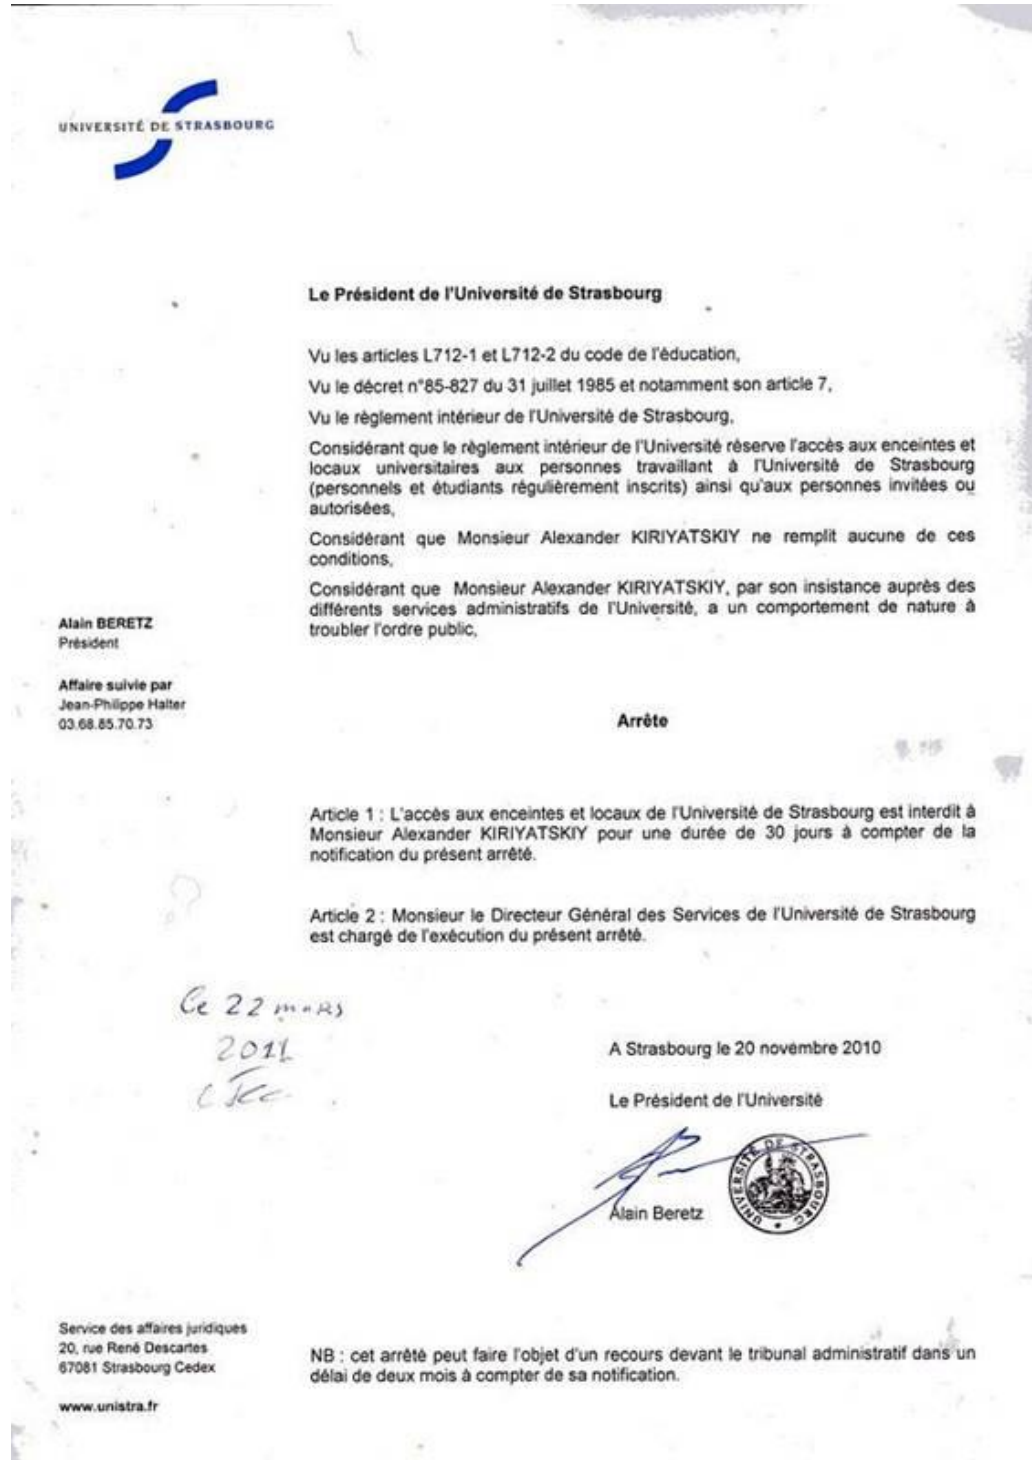 UNIVERSITÉ DE STRASBOURG
Le Président de l'Université de Strasbourg
Vu les articles L712-1 et L712-2 du code de l'éducation,
Vu le décret n°85-827 du 31 juillet 1985 et notamment son article 7,
Vu le règlement intérieur de l'Université de Strasbourg,
Considérant que le règlement intérieur de l'Université réserve l'accès aux enceintes et
locaux universitaires aux personnes travaillant à l'Université de Strasbourg
(personnels et étudiants régulièrement inscrits) ainsi qu'aux personnes invitées ou
autorisées,
Considérant que Monsieur Alexander KIRIYATSKIY ne remplit aucune de ces
conditions,
Considérant que Monsieur Alexander KIRIYATSKIY, par son insistance auprès des
différents services administratifs de l'Université, a un comportement de nature à
troubler l'ordre public,
Alain BERETZ
Président
Affaire suivie par
Jean-Philippe Halter
03.68.85.70.73
Arrête
Article 1 : L'accès aux enceintes et locaux de l'Université de Strasbourg est interdit à
Monsieur Alexander KIRIYATSKIY pour une durée de 30 jours à compter de la
notification du présent arrêté.
Article 2 : Monsieur le Directeur Général des Services de l'Université de Strasbourg
est chargé de l'exécution du présent arrêté.
Ce 22 mars
2011
A Strasbourg le 20 novembre 2010
Le Président de l'Université
Alain Beretz
UNIVERSITÉ DE STRASBOURG
Service des affaires juridiques
20, rue René Descartes
67081 Strasbourg Cedex
www.unistra.fr
NB : cet arrêté peut faire l'objet d'un recours devant le tribunal administratif dans un
délai de deux mois à compter de sa notification.